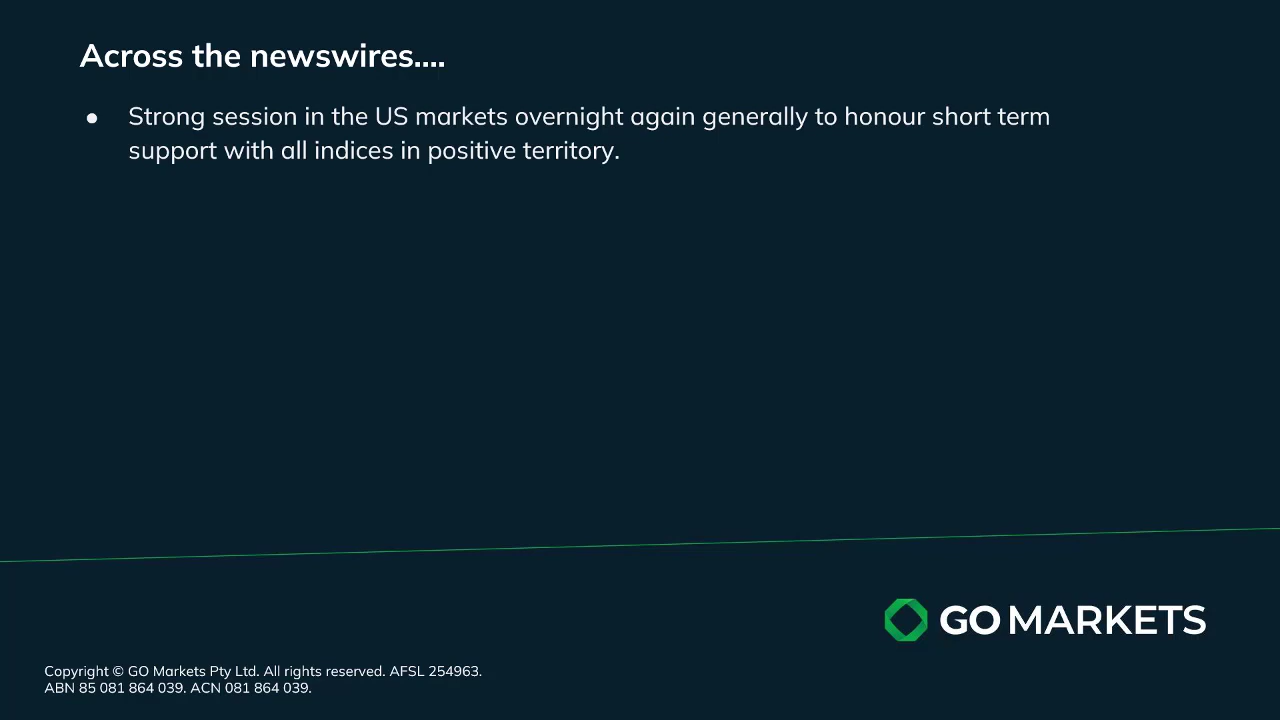 Across the newswires....
● Strong session in the US markets overnight again generally to honour short term
support with all indices in positive territory.
GO MARKETS
Copyright © GO Markets Pty Ltd. All rights reserved. AFSL 254963.
ABN 85 081 864 039. ACN 081 864 039.